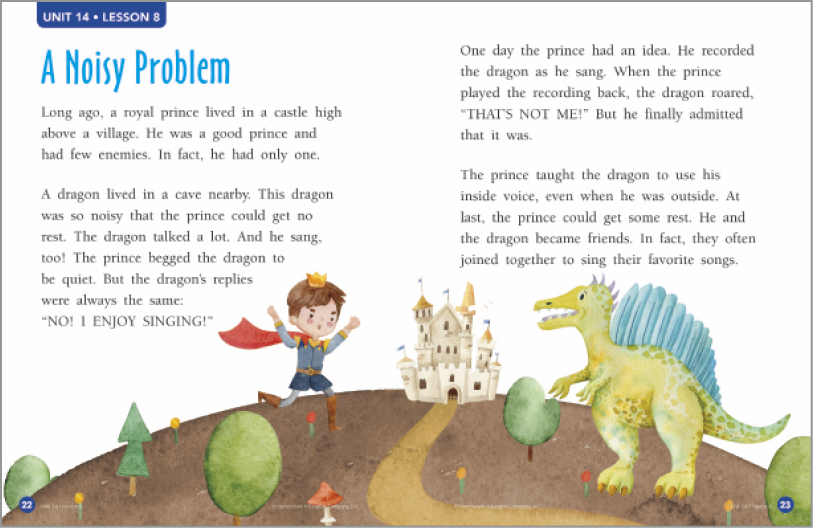 UNIT 14 • LESSON 8
A Noisy Problem
Long ago, a royal prince lived in a castle high
above a village. He was a good prince and
had few enemies. In fact, he had only one.
A dragon lived in a cave nearby. This dragon
was so noisy that the prince could get no
rest. The dragon talked a lot. And he sang,
too! The prince begged the dragon to
be quiet. But the dragon's replies
were always the same:
“NO! I ENJOY SINGING!”
22
One day the prince had an idea. He recorded
the dragon as he sang. When the prince
played the recording back, the dragon roared,
“THAT'S NOT ME!” But he finally admitted
that it was.
The prince taught the dragon to use his
inside voice, even when he was outside. At
last, the prince could get some rest. He and
the dragon became friends. In fact, they often
joined together to sing their favorite songs.
23